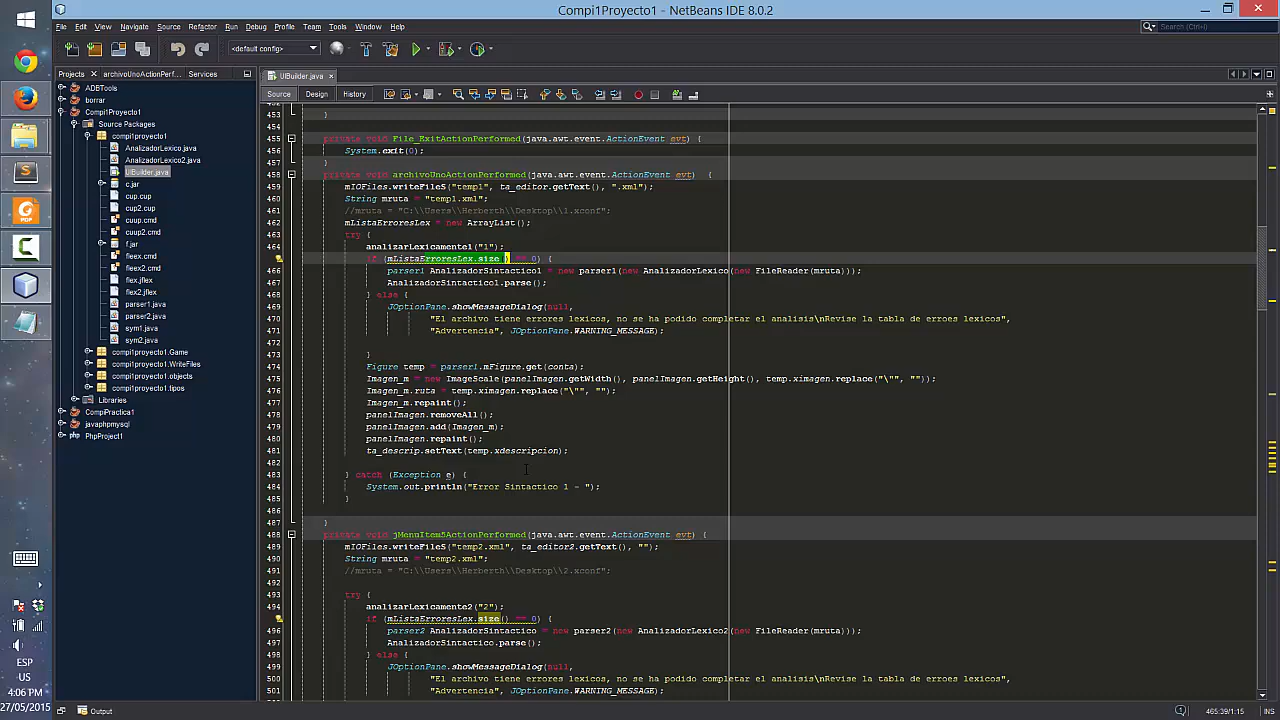 Compi1Proyecto1 - NetBeans IDE 8.0.2
File Edit View Navigate Source Refactor Run Debug Profile Team Tools Window Help
Search (Ctrl+I)
<default config>
Projects archivoUnoActionPerf... Services
UIBuilder.java
Source Design History
ADBTools
borrar
Compi1Proyecto1
Source Packages
compi1proyecto1
AnalizadorLexico.java
AnalizadorLexico2.java
UIBuilder.java
c.jar
cup.cup
cup2.cup
cuup.cmd
cuup2.cmd
f.jar
fleex.cmd
fleex2.cmd
flex.jflex
flex2.jflex
parser1.java
parser2.java
sym1.java
sym2.java
compi1proyecto1.Game
compi1proyecto1.WriteFiles
compi1proyecto1.objects
compi1proyecto1.tipos
Libraries
CompiPractica1
javaphpmysql
PhpProject1
453 }
454
455 private void File_ExitActionPerformed(java.awt.event.ActionEvent evt) {
456 System.exit(0);
457 }
458 private void archivoUnoActionPerformed(java.awt.event.ActionEvent evt) {
459 mIOFiles.writeFileS("temp1", ta_editor.getText(), ".xml");
460 String mruta = "temp1.xml";
461 //mruta = "C:\\Users\\Herberth\\Desktop\\1.xconf";
462 mListaErroresLex = new ArrayList();
463 try {
464 analizarLexicamente1("1");
if (mListaErroresLex.size() == 0) {
466 parser1 AnalizadorSintactico1 = new parser1(new AnalizadorLexico(new FileReader(mruta)));
467 AnalizadorSintactico1.parse();
468 } else {
469 JOptionPane.showMessageDialog(null,
470 "El archivo tiene errores lexicos, no se ha podido completar el analisis\nRevise la tabla de erroes lexicos",
471 "Advertencia", JOptionPane.WARNING_MESSAGE);
472
473 }
474 Figure temp = parser1.mFigure.get(conta);
475 Imagen_m = new ImageScale(panelImagen.getWidth(), panelImagen.getHeight(), temp.ximagen.replace("\"", ""));
476 Imagen_m.ruta = temp.ximagen.replace("\"", "");
477 Imagen_m.repaint();
478 panelImagen.removeAll();
479 panelImagen.add(Imagen_m);
480 panelImagen.repaint();
481 ta_descrip.setText(temp.xdescripcion);
482
483 } catch (Exception e) {
484 System.out.println("Error Sintactico 1 - ");
485 }
486
487 }
488 private void jMenuItem5ActionPerformed(java.awt.event.ActionEvent evt) {
489 mIOFiles.writeFileS("temp2.xml", ta_editor2.getText(), "");
490 String mruta = "temp2.xml";
491 //mruta = "C:\\Users\\Herberth\\Desktop\\2.xconf";
492
493 try {
494 analizarLexicamente2("2");
if (mListaErroresLex.size() == 0) {
496 parser2 AnalizadorSintactico = new parser2(new AnalizadorLexico2(new FileReader(mruta)));
497 AnalizadorSintactico.parse();
498 } else {
499 JOptionPane.showMessageDialog(null,
500 "El archivo tiene errores lexicos, no se ha podido completar el analisis\nRevise la tabla de erroes lexicos",
501 "Advertencia", JOptionPane.WARNING_MESSAGE);
Output
465:39/1:15 INS
ESP
US
4:06 PM
27/05/2015